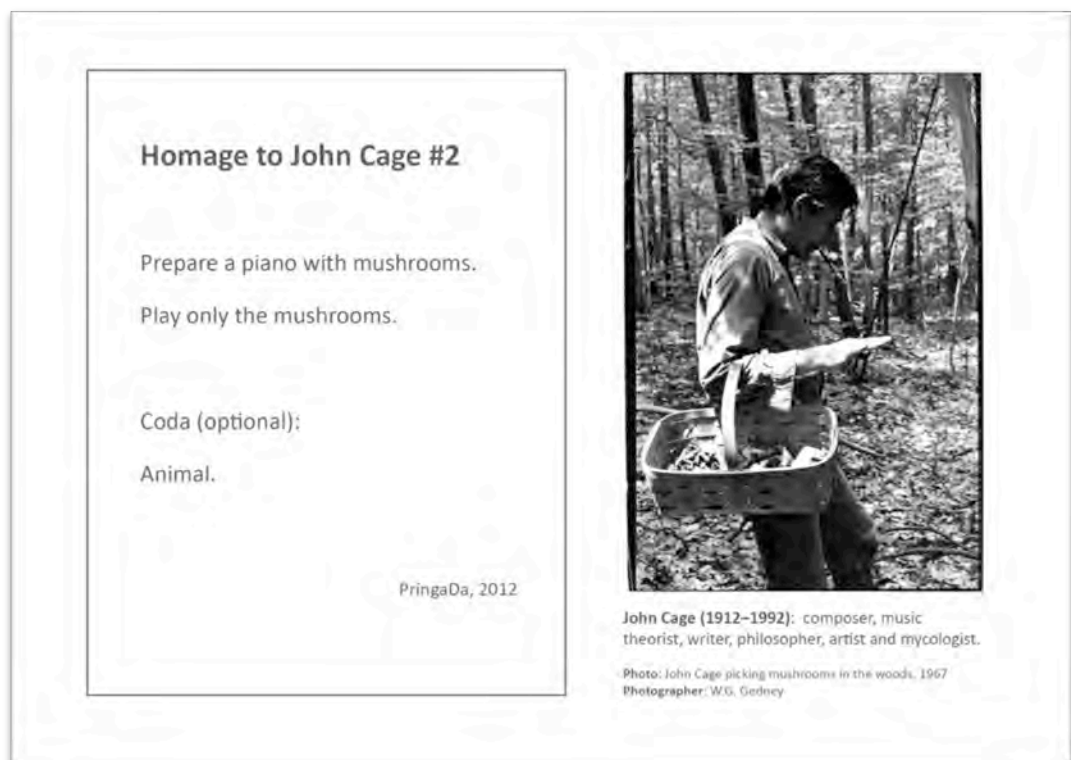 Homage to John Cage #2
Prepare a piano with mushrooms.
Play only the mushrooms.
Coda (optional):
Animal.
PringaDa, 2012
John Cage (1912–1992): composer, music
theorist, writer, philosopher, artist and mycologist.
Photo: John Cage picking mushrooms in the woods, 1967
Photographer: W.G. Gedney